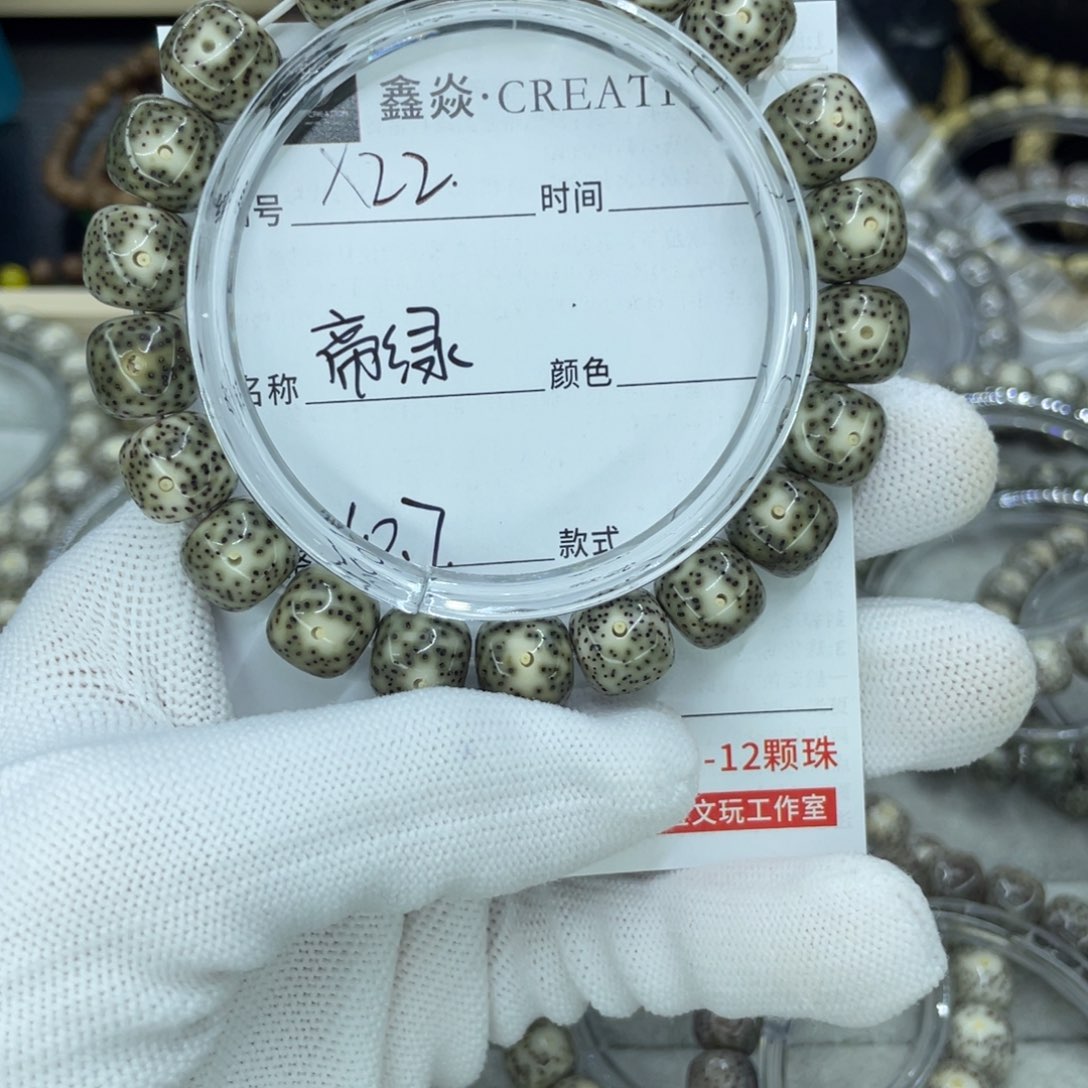 鑫焱·CREATI
号 X22. 时间
名称 帝绿 颜色
10.7 款式
-12颗珠
文玩工作室